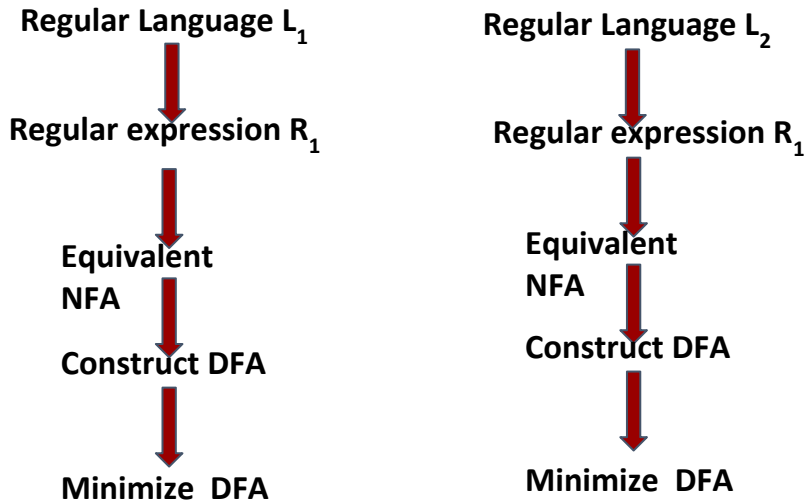 Regular Language L₁
Regular expression R₁
Equivalent
NFA
Construct DFA
Minimize DFA
Regular Language L₂
Regular expression R₁
Equivalent
NFA
Construct DFA
Minimize DFA